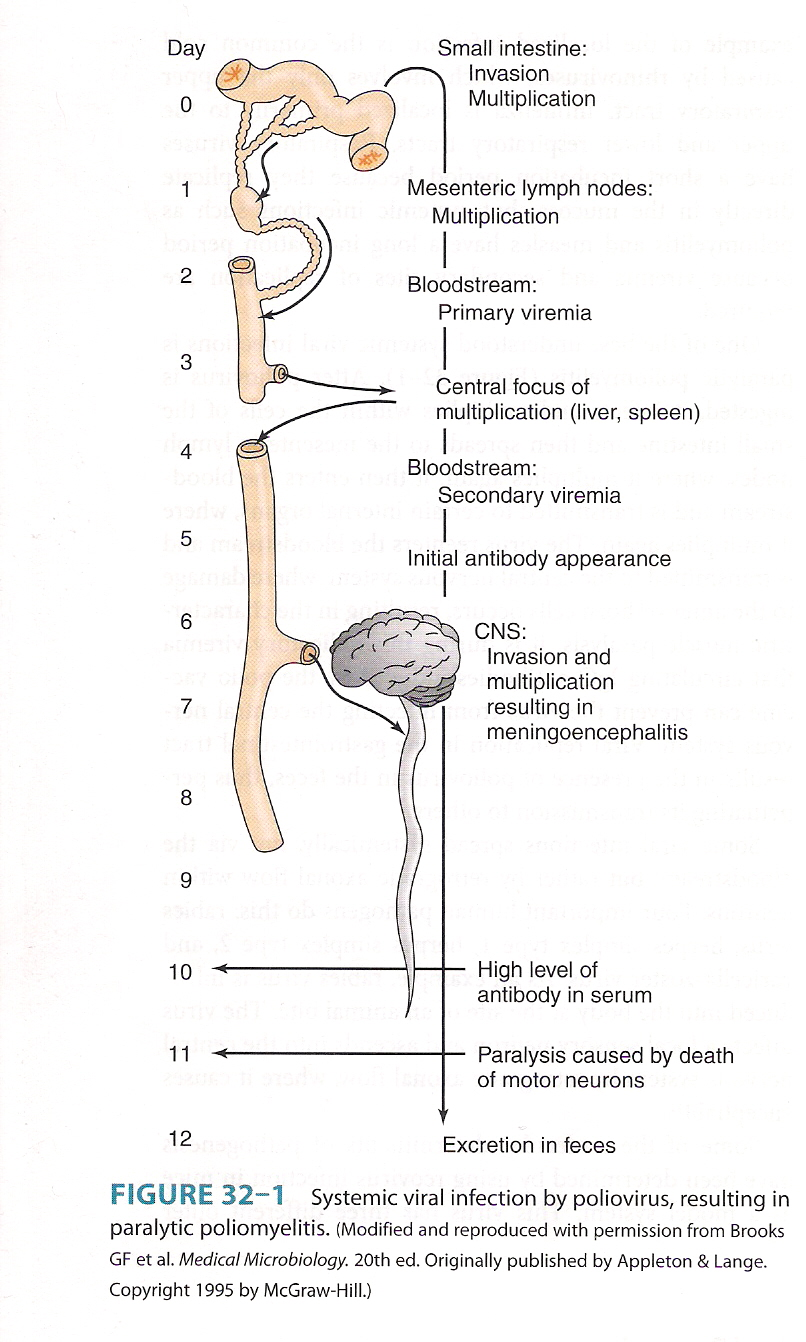 Day
Small intestine:
Invasion
Multiplication
0
1
Mesenteric lymph nodes:
Multiplication
2
Bloodstream:
Primary viremia
3
Central focus of
multiplication (liver, spleen)
4
Bloodstream:
Secondary viremia
5
Initial antibody appearance
6
CNS:
Invasion and
multiplication
resulting in
meningoencephalitis
7
8
9
10
High level of
antibody in serum
11
Paralysis caused by death
of motor neurons
12
Excretion in feces
FIGURE 32–1 Systemic viral infection by poliovirus, resulting in
paralytic poliomyelitis. (Modified and reproduced with permission from Brooks
GF et al. Medical Microbiology. 20th ed. Originally published by Appleton & Lange.
Copyright 1995 by McGraw-Hill.)